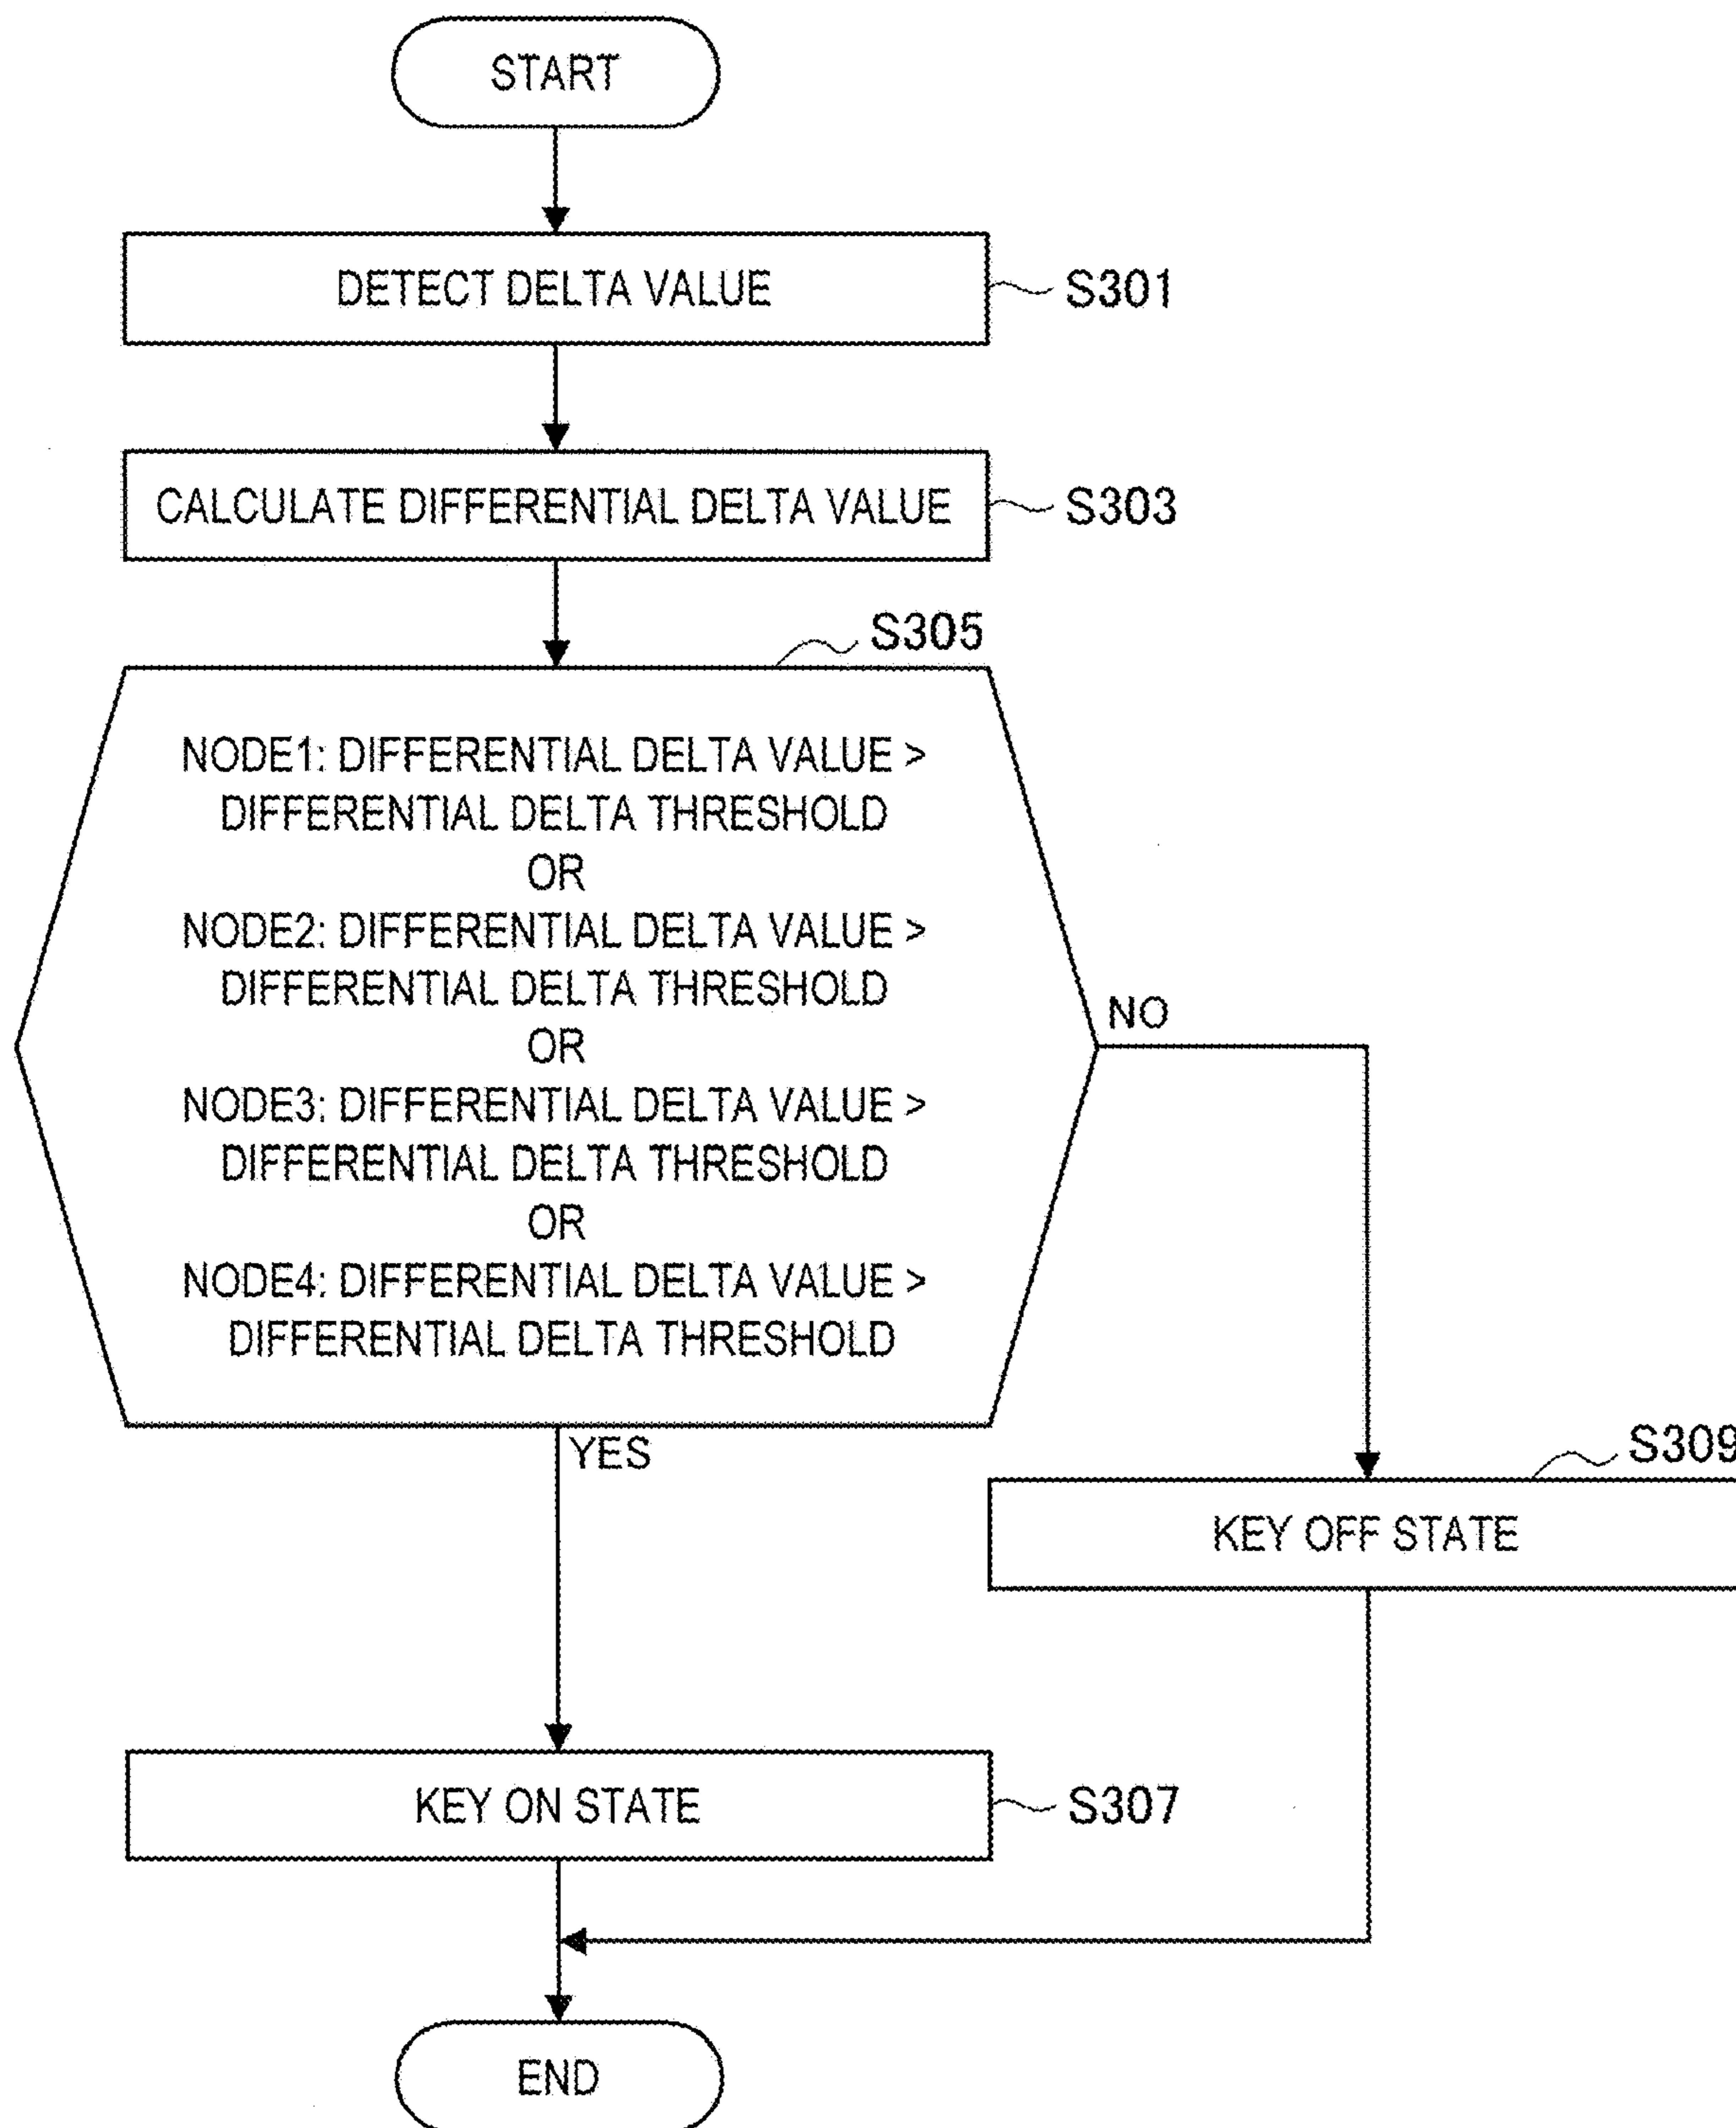 START
DETECT DELTA VALUE
S301
CALCULATE DIFFERENTIAL DELTA VALUE
S303
S305
NODE1: DIFFERENTIAL DELTA VALUE >
DIFFERENTIAL DELTA THRESHOLD
OR
NODE2: DIFFERENTIAL DELTA VALUE >
DIFFERENTIAL DELTA THRESHOLD
OR
NODE3: DIFFERENTIAL DELTA VALUE >
DIFFERENTIAL DELTA THRESHOLD
OR
NODE4: DIFFERENTIAL DELTA VALUE >
DIFFERENTIAL DELTA THRESHOLD
NO
YES
S309
KEY OFF STATE
KEY ON STATE
S307
END